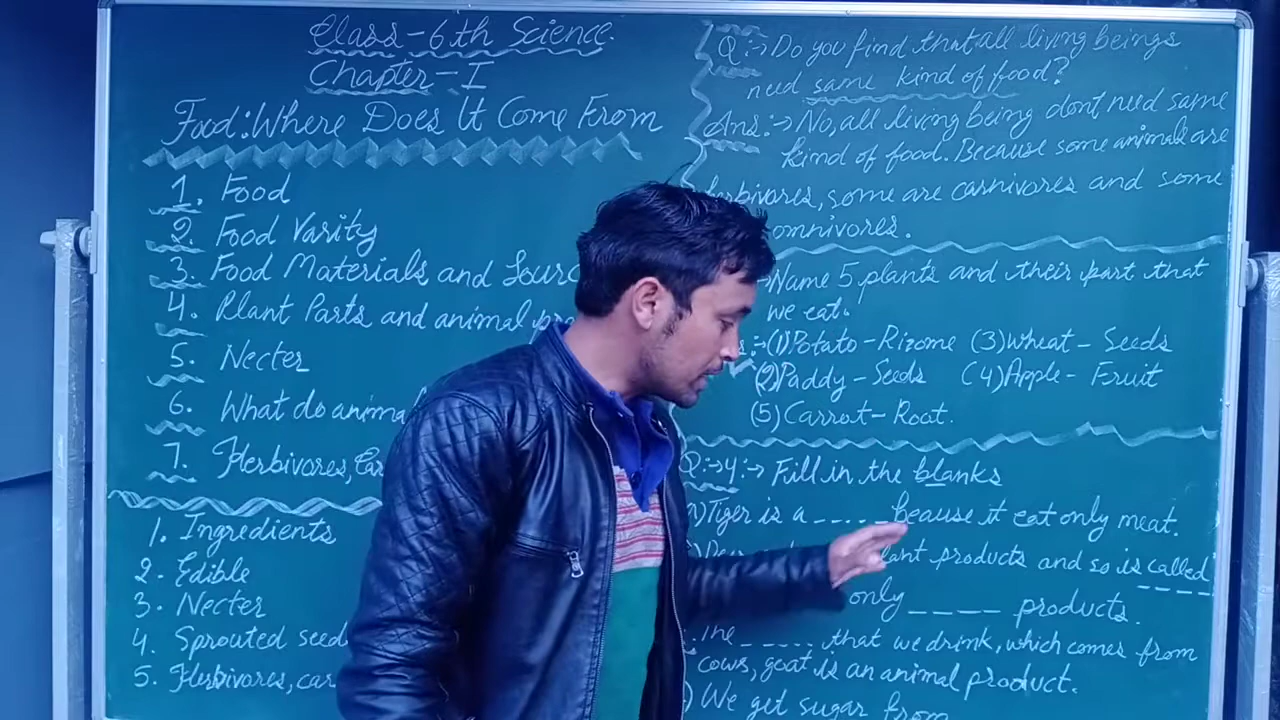 Class-6th Science.
Chapter-I
Food:Where Does It Come From
1. Food
2. Food Varity
3. Food Materials and Sourc
4. Plant Parts and animal pro
5. Necter
6. What do anima
7. Herbivores, Car
1. Ingredients
2. Edible
3. Necter
4. Sprouted seed
5. Herbivores, car
Q:→ Do you find that all living beings
need same kind of food?
Ans:→ No, all living being dont need same
kind of food. Because some animals are
herbivores, some are carnivores and some
omnivores.
Name 5 plants and their part that
we eat.
:-(1)Potato-Rizome (3)Wheat-Seeds
(2)Paddy-Seeds (4)Apple-Fruit
(5)Carrot-Root.
Q:→4:→ Fill in the blanks
Tiger is a ----- beause it eat only meat.
plant products and so is called
only ---- products.
The ----- that we drink, which comes from
cows, goat is an animal product.
We get sugar from